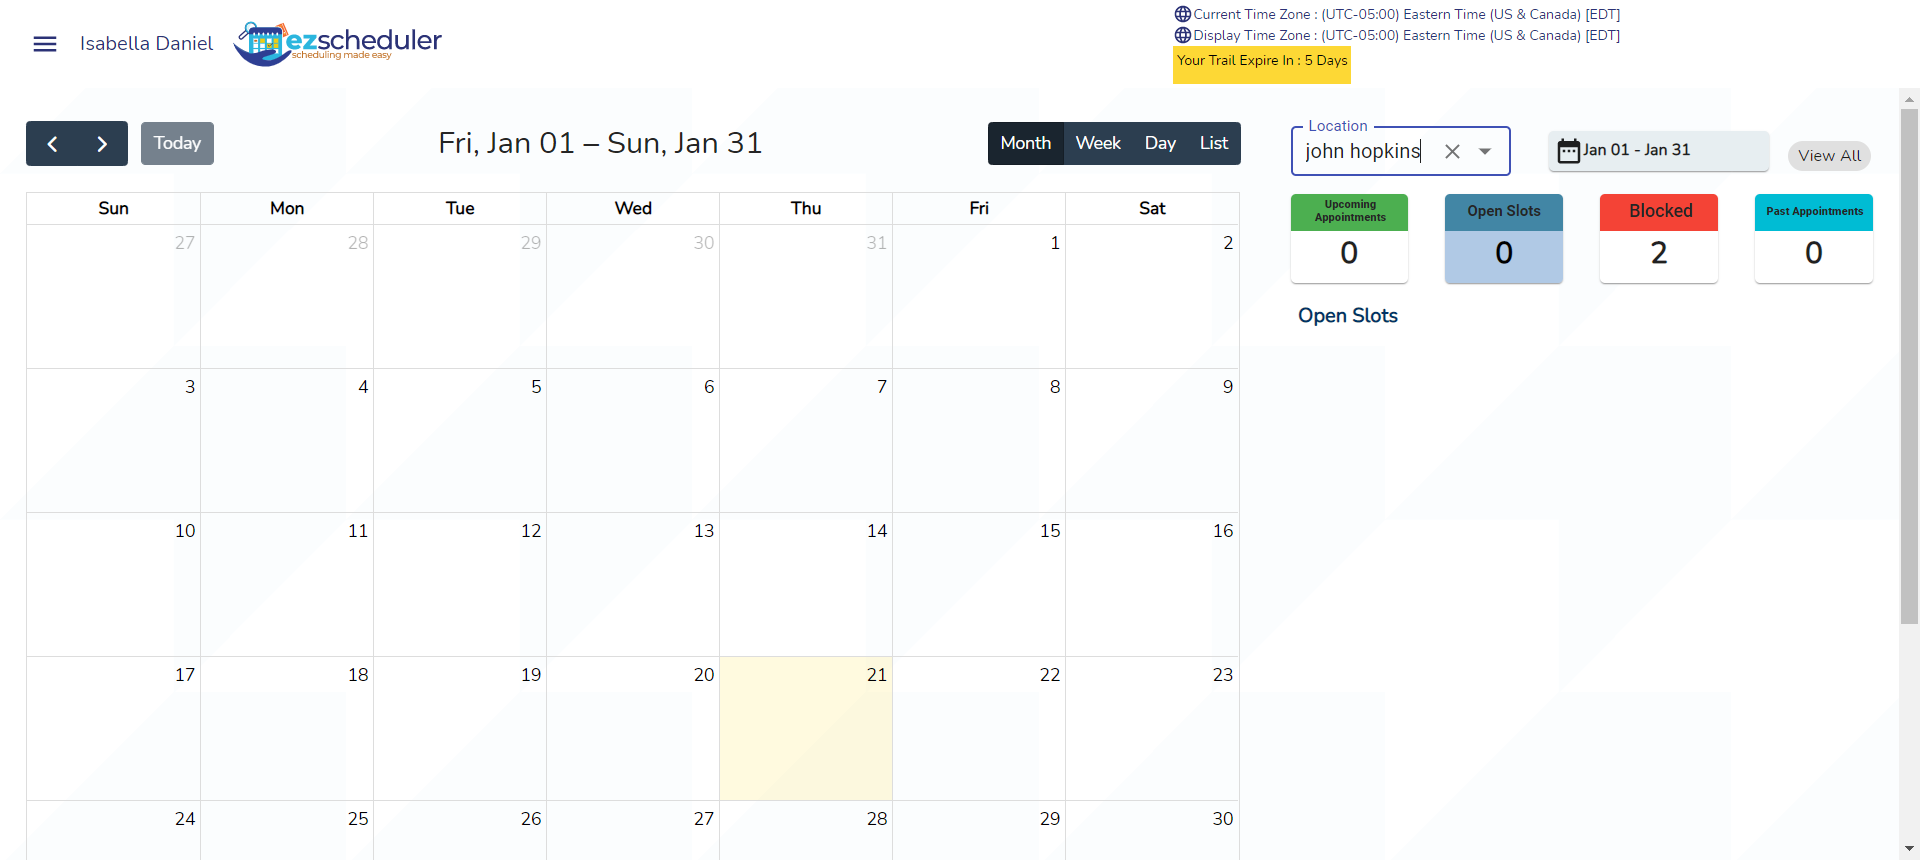 Isabella Daniel
ezscheduler
scheduling made easy
Current Time Zone : (UTC-05:00) Eastern Time (US & Canada) [EDT]
Display Time Zone : (UTC-05:00) Eastern Time (US & Canada) [EDT]
Your Trail Expire In : 5 Days
Today
Fri, Jan 01 – Sun, Jan 31
Month Week Day List
Location
john hopkins
Jan 01 - Jan 31
View All
Upcoming
Appointments
0
Open Slots
0
Blocked
2
Past Appointments
0
Open Slots
Sun Mon Tue Wed Thu Fri Sat
27 28 29 30 31 1 2
3 4 5 6 7 8 9
10 11 12 13 14 15 16
17 18 19 20 21 22 23
24 25 26 27 28 29 30